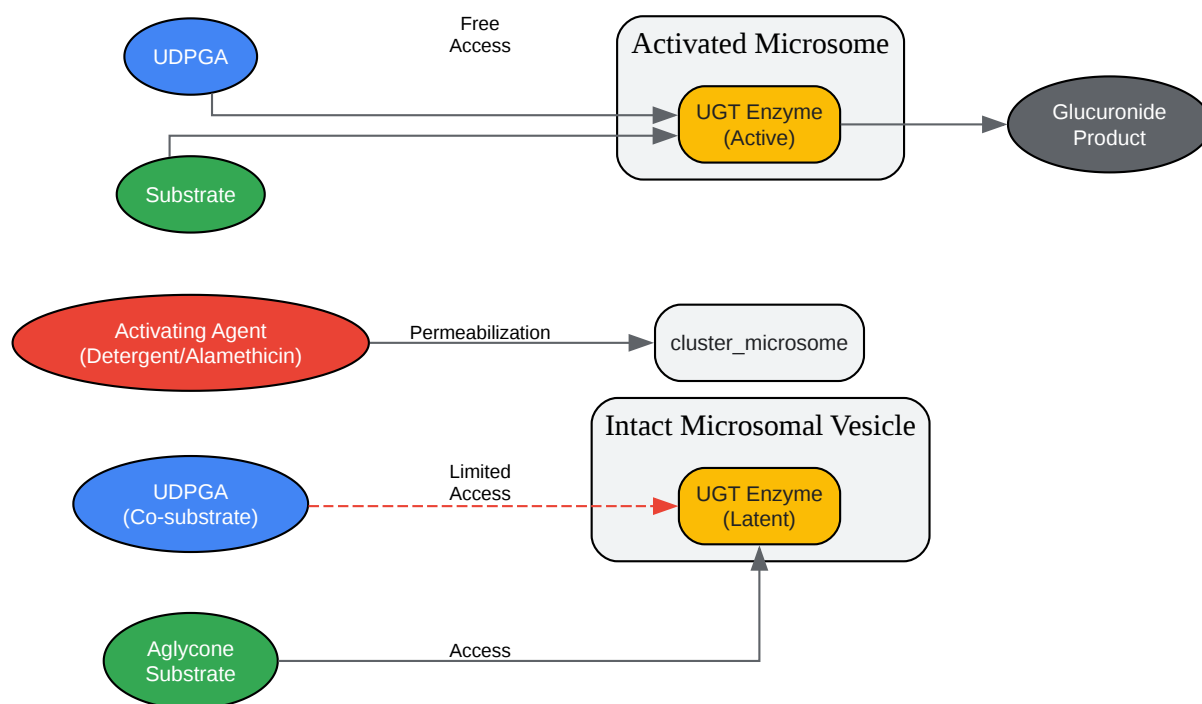 Free
Access
UDPGA
Activated Microsome
UGT Enzyme
(Active)
Glucuronide
Product
Substrate
Activating Agent
(Detergent/Alamethicin)
Permeabilization
cluster_microsome
Intact Microsomal Vesicle
UDPGA
(Co-substrate)
Limited
Access
UGT Enzyme
(Latent)
Aglycone
Substrate
Access